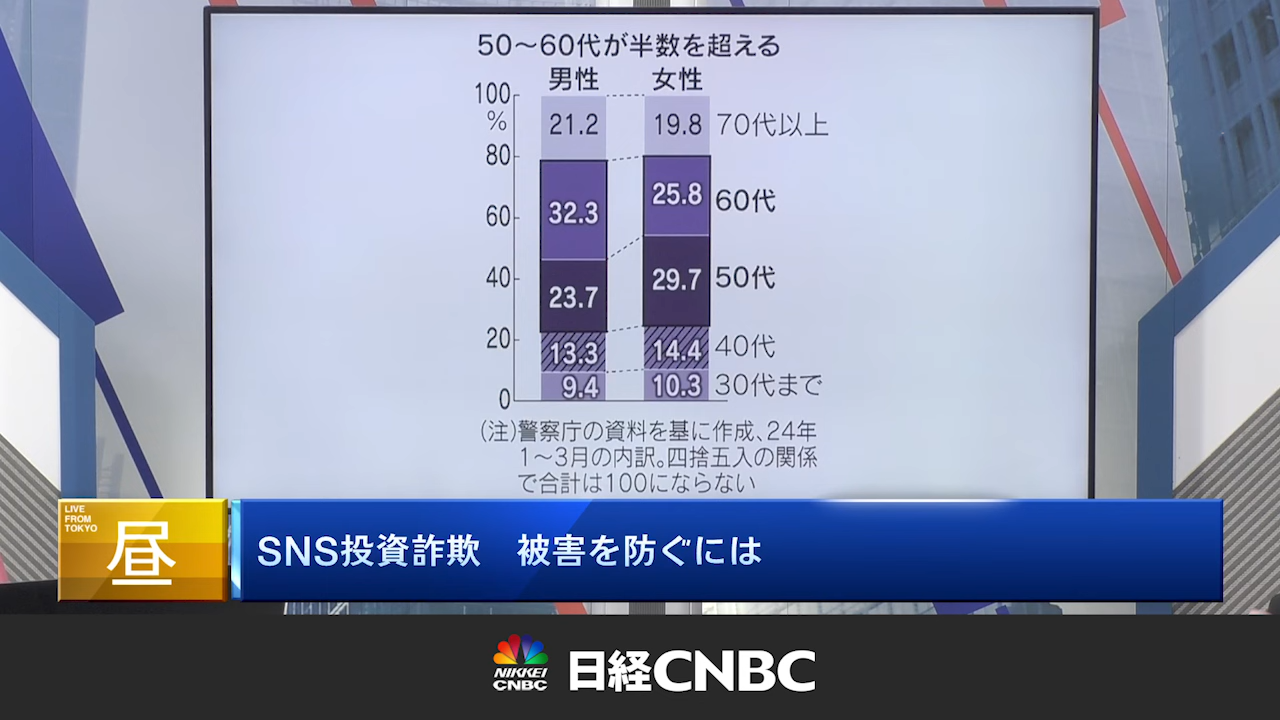 50～60代が半数を超える
男性 女性
100
%
21.2 19.8 70代以上
80
32.3 25.8 60代
60
23.7 29.7 50代
40
13.3 14.4 40代
20
9.4 10.3 30代まで
0
(注)警察庁の資料を基に作成、24年
1～3月の内訳。四捨五入の関係
で合計は100にならない
LIVE
FROM
TOKYO
昼
SNS投資詐欺　被害を防ぐには
NIKKEI
CNBC
日経CNBC